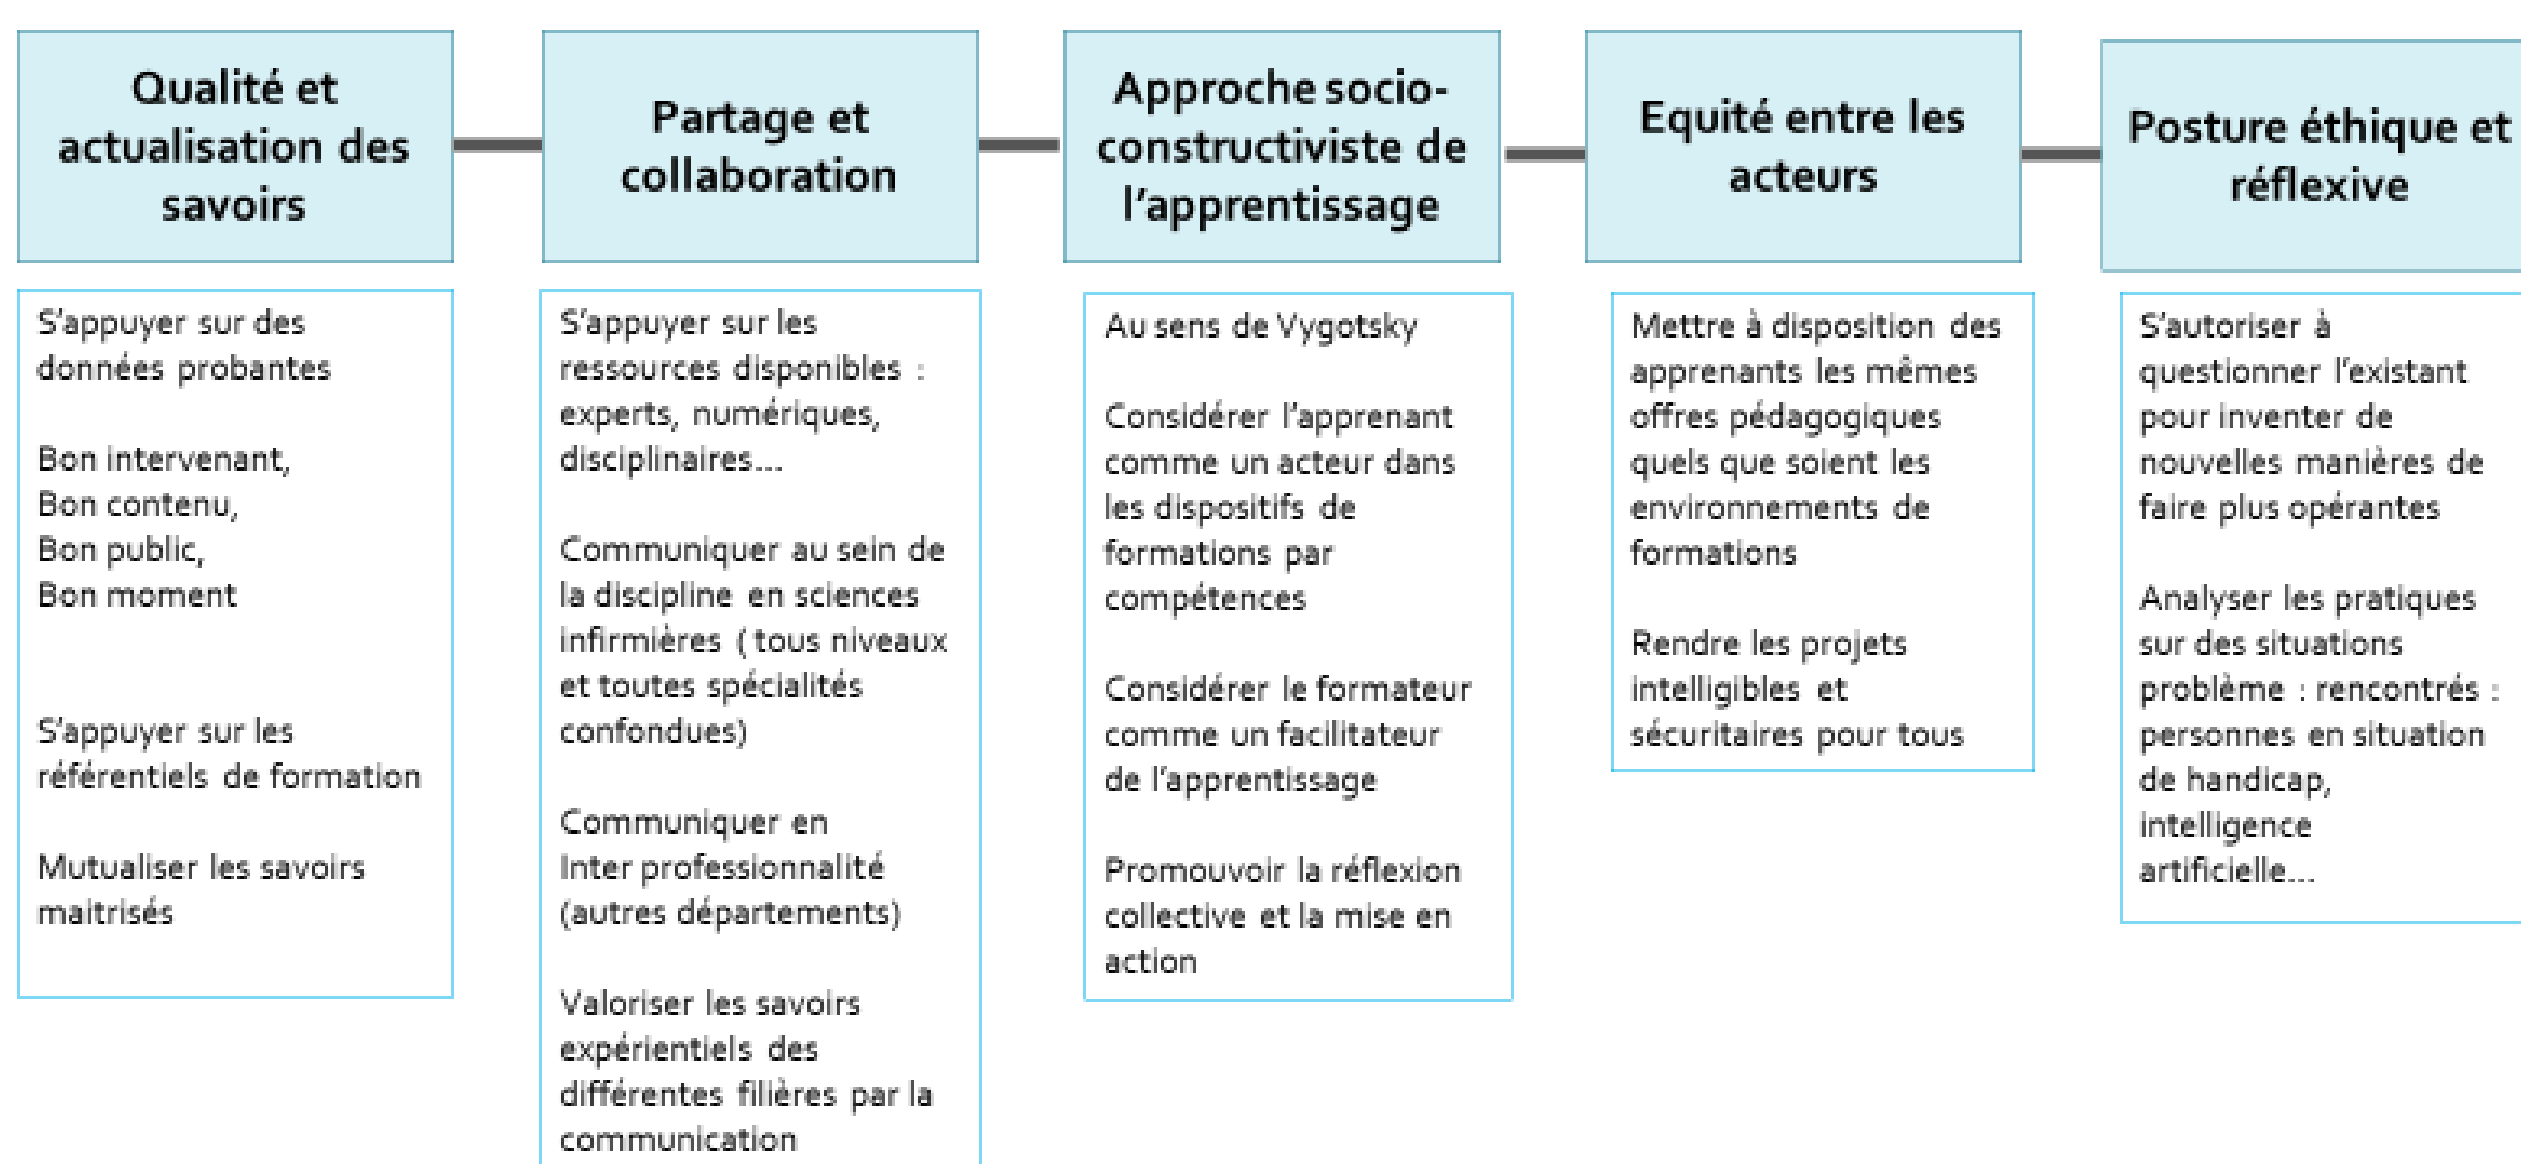 Qualité et
actualisation des
savoirs
S'appuyer sur des
données probantes
Bon intervenant,
Bon contenu,
Bon public,
Bon moment
S'appuyer sur les
référentiels de formation
Mutualiser les savoirs
maitrisés
Partage et
collaboration
S'appuyer sur les
ressources disponibles :
experts, numériques,
disciplinaires...
Communiquer au sein de
la discipline en sciences
infirmières ( tous niveaux
et toutes spécialités
confondues)
Communiquer en
Inter professionnalité
(autres départements)
Valoriser les savoirs
expérientiels des
différentes filières par la
communication
Approche socio-
constructiviste de
l'apprentissage
Au sens de Vygotsky
Considérer l'apprenant
comme un acteur dans
les dispositifs de
formations par
compétences
Considérer le formateur
comme un facilitateur
de l'apprentissage
Promouvoir la réflexion
collective et la mise en
action
Equité entre les
acteurs
Mettre à disposition des
apprenants les mêmes
offres pédagogiques
quels que soient les
environnements de
formations
Rendre les projets
intelligibles et
sécuritaires pour tous
Posture éthique et
réflexive
S'autoriser à
questionner l'existant
pour inventer de
nouvelles manières de
faire plus opérantes
Analyser les pratiques
sur des situations
problème : rencontrés :
personnes en situation
de handicap,
intelligence
artificielle...